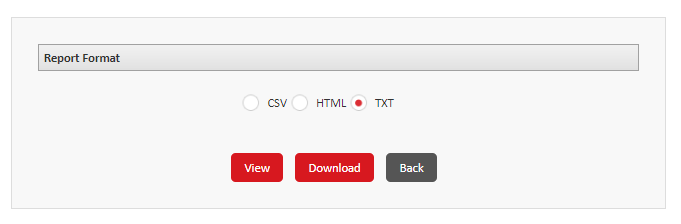 Report Format
CSV HTML TXT
View Download Back